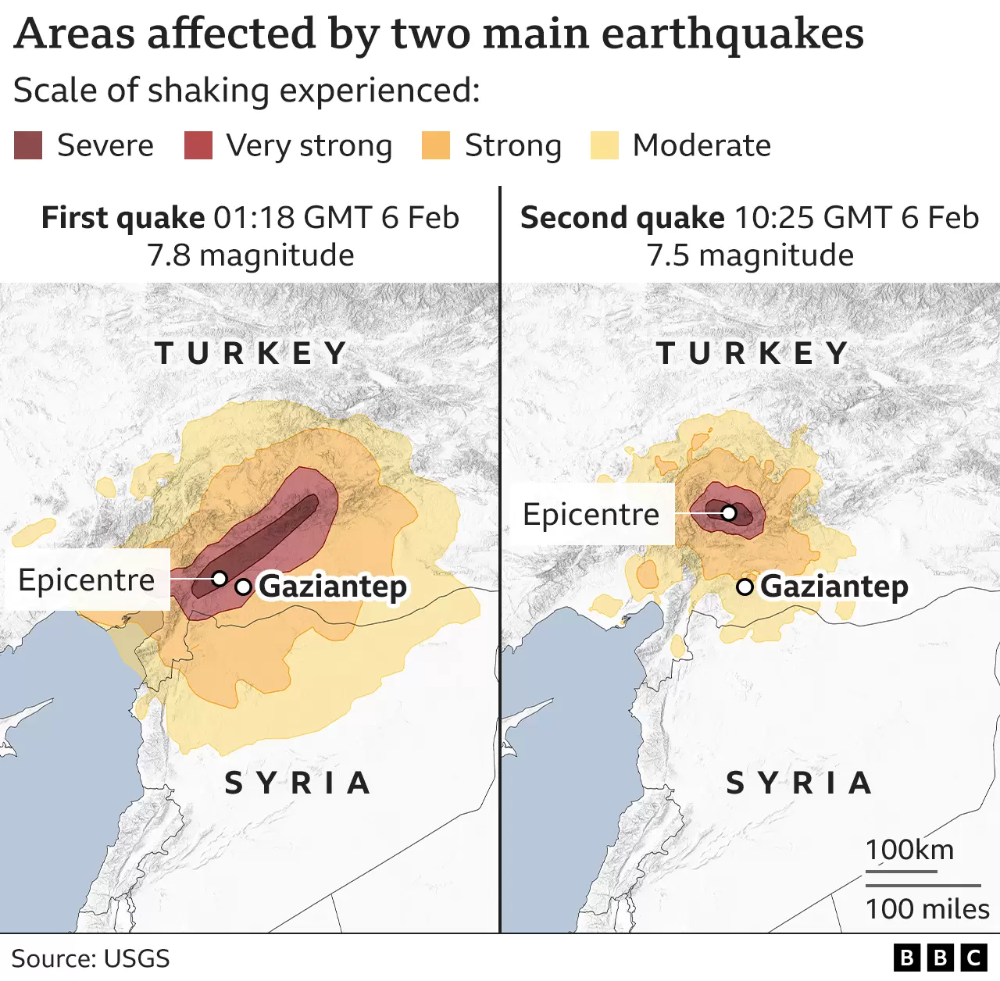 Areas affected by two main earthquakes
Scale of shaking experienced:
Severe Very strong Strong Moderate
First quake 01:18 GMT 6 Feb
7.8 magnitude
TURKEY
Epicentre
Gaziantep
SYRIA
Second quake 10:25 GMT 6 Feb
7.5 magnitude
TURKEY
Epicentre
Gaziantep
SYRIA
100km
100 miles
Source: USGS
BBC